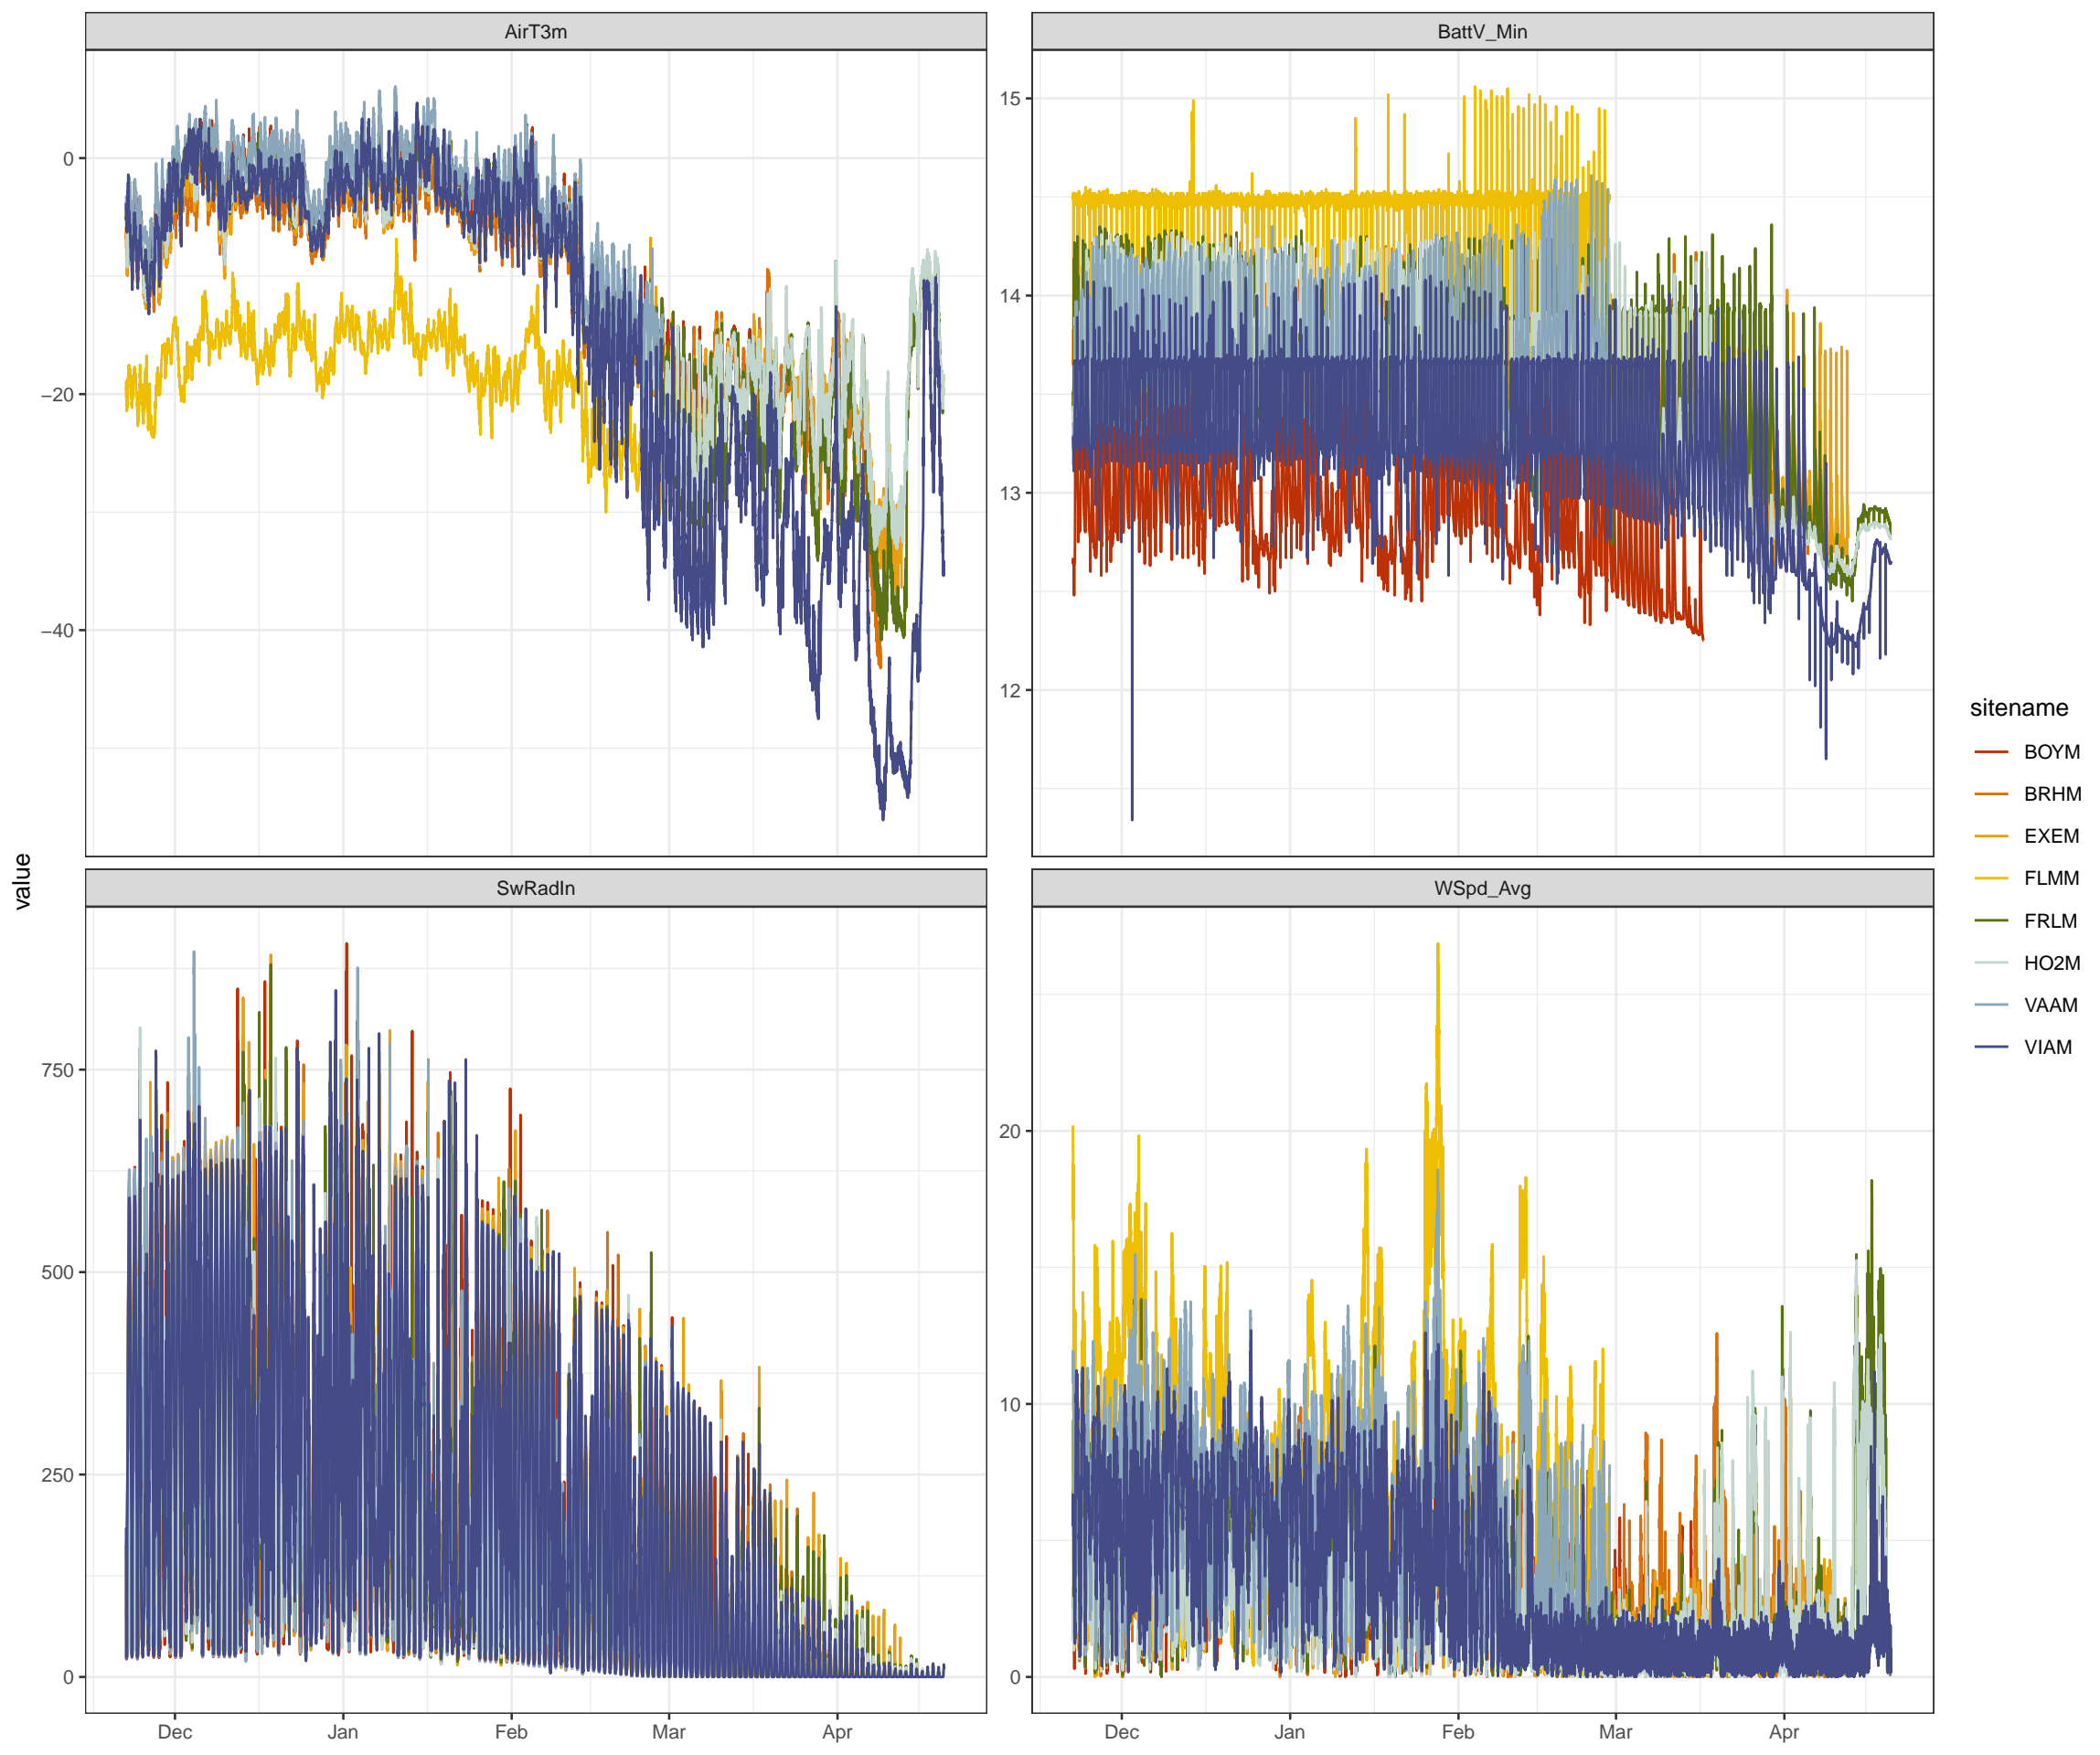 AirT3m
BattV_Min
0
−20
−40
15
14
13
12
value
SwRadIn
WSpd_Avg
750
500
250
0
20
10
0
Dec Jan Feb Mar Apr
Dec Jan Feb Mar Apr
sitename
BOYM
BRHM
EXEM
FLMM
FRLM
HO2M
VAAM
VIAM